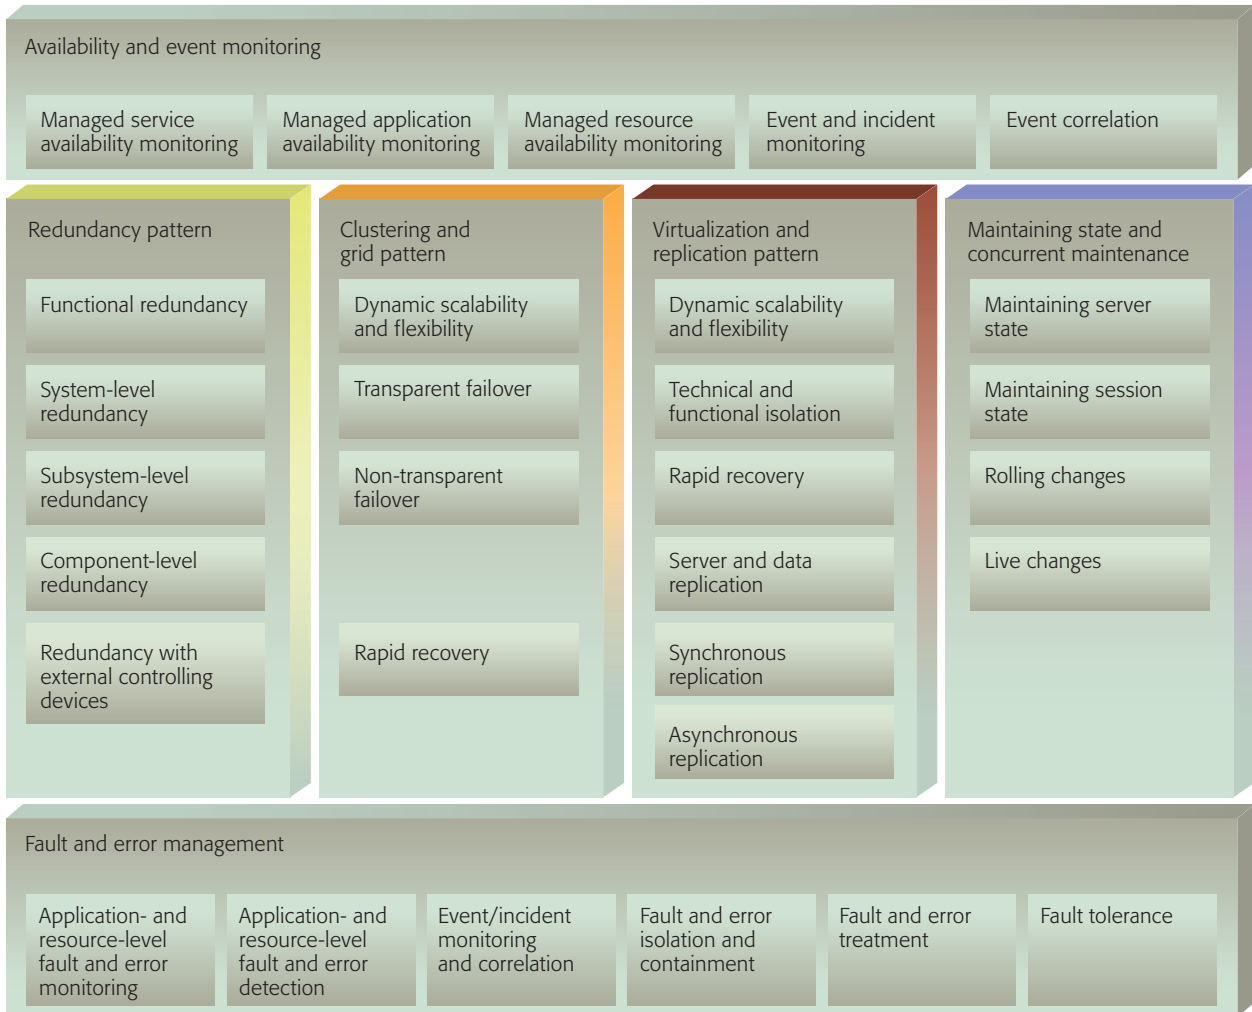 Availability and event monitoring
Managed service
availability monitoring
Managed application
availability monitoring
Managed resource
availability monitoring
Event and incident
monitoring
Event correlation
Redundancy pattern
Functional redundancy
System-level
redundancy
Subsystem-level
redundancy
Component-level
redundancy
Redundancy with
external controlling
devices
Clustering and
grid pattern
Dynamic scalability
and flexibility
Transparent failover
Non-transparent
failover
Rapid recovery
Virtualization and
replication pattern
Dynamic scalability
and flexibility
Technical and
functional isolation
Rapid recovery
Server and data
replication
Synchronous
replication
Asynchronous
replication
Maintaining state and
concurrent maintenance
Maintaining server
state
Maintaining session
state
Rolling changes
Live changes
Fault and error management
Application- and
resource-level
fault and error
monitoring
Application- and
resource-level
fault and error
detection
Event/incident
monitoring
and correlation
Fault and error
isolation and
containment
Fault and error
treatment
Fault tolerance